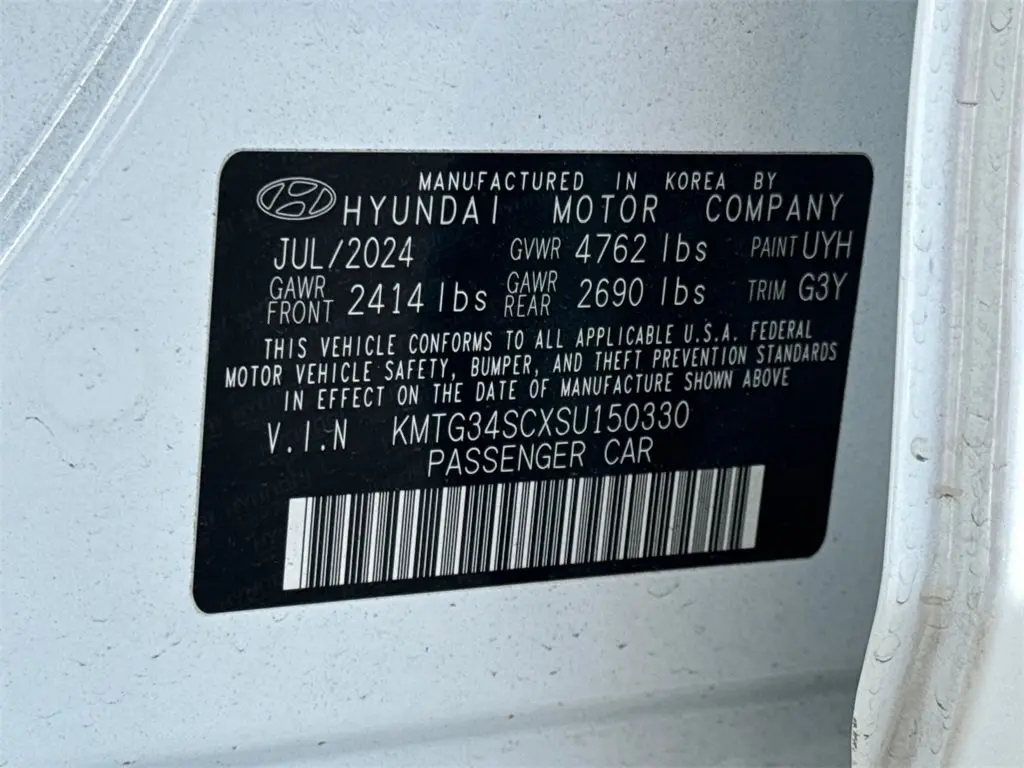 MANUFACTURED IN KOREA BY
HYUNDAI MOTOR COMPANY
JUL/2024 GVWR 4762 lbs PAINT UYH
GAWR FRONT 2414 lbs GAWR REAR 2690 lbs TRIM G3Y
THIS VEHICLE CONFORMS TO ALL APPLICABLE U.S.A. FEDERAL
MOTOR VEHICLE SAFETY, BUMPER, AND THEFT PREVENTION STANDARDS
IN EFFECT ON THE DATE OF MANUFACTURE SHOWN ABOVE
V.I.N KMTG34SCXSU150330
PASSENGER CAR